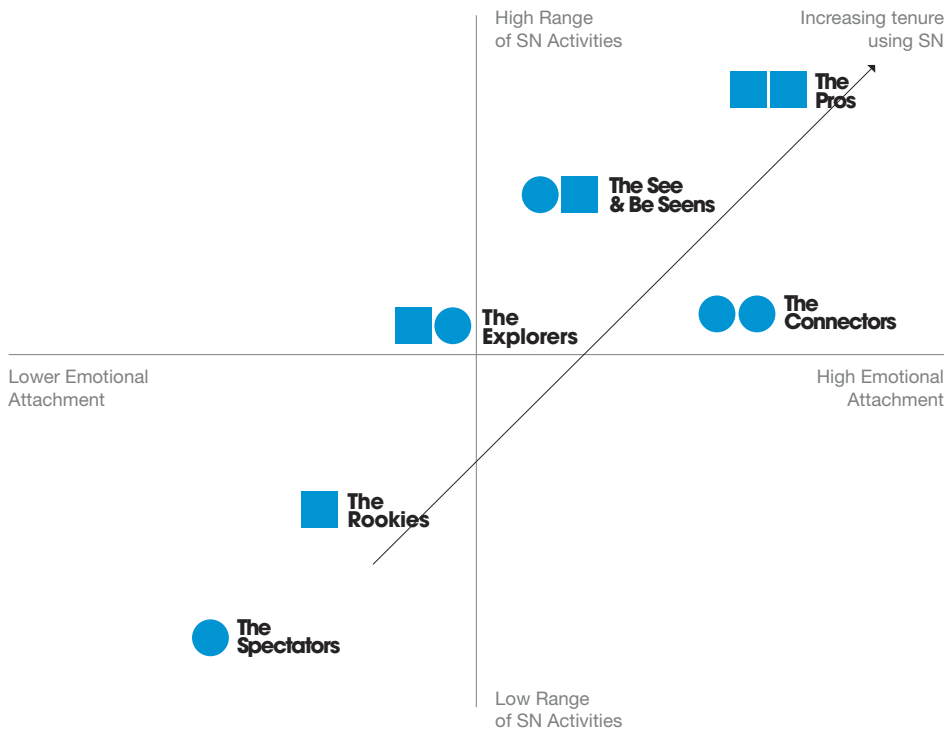 High Range
of SN Activities
Increasing tenure
using SN
The
Pros
The See
& Be Seens
The
Connectors
The
Explorers
Lower Emotional
Attachment
High Emotional
Attachment
The
Rookies
The
Spectators
Low Range
of SN Activities